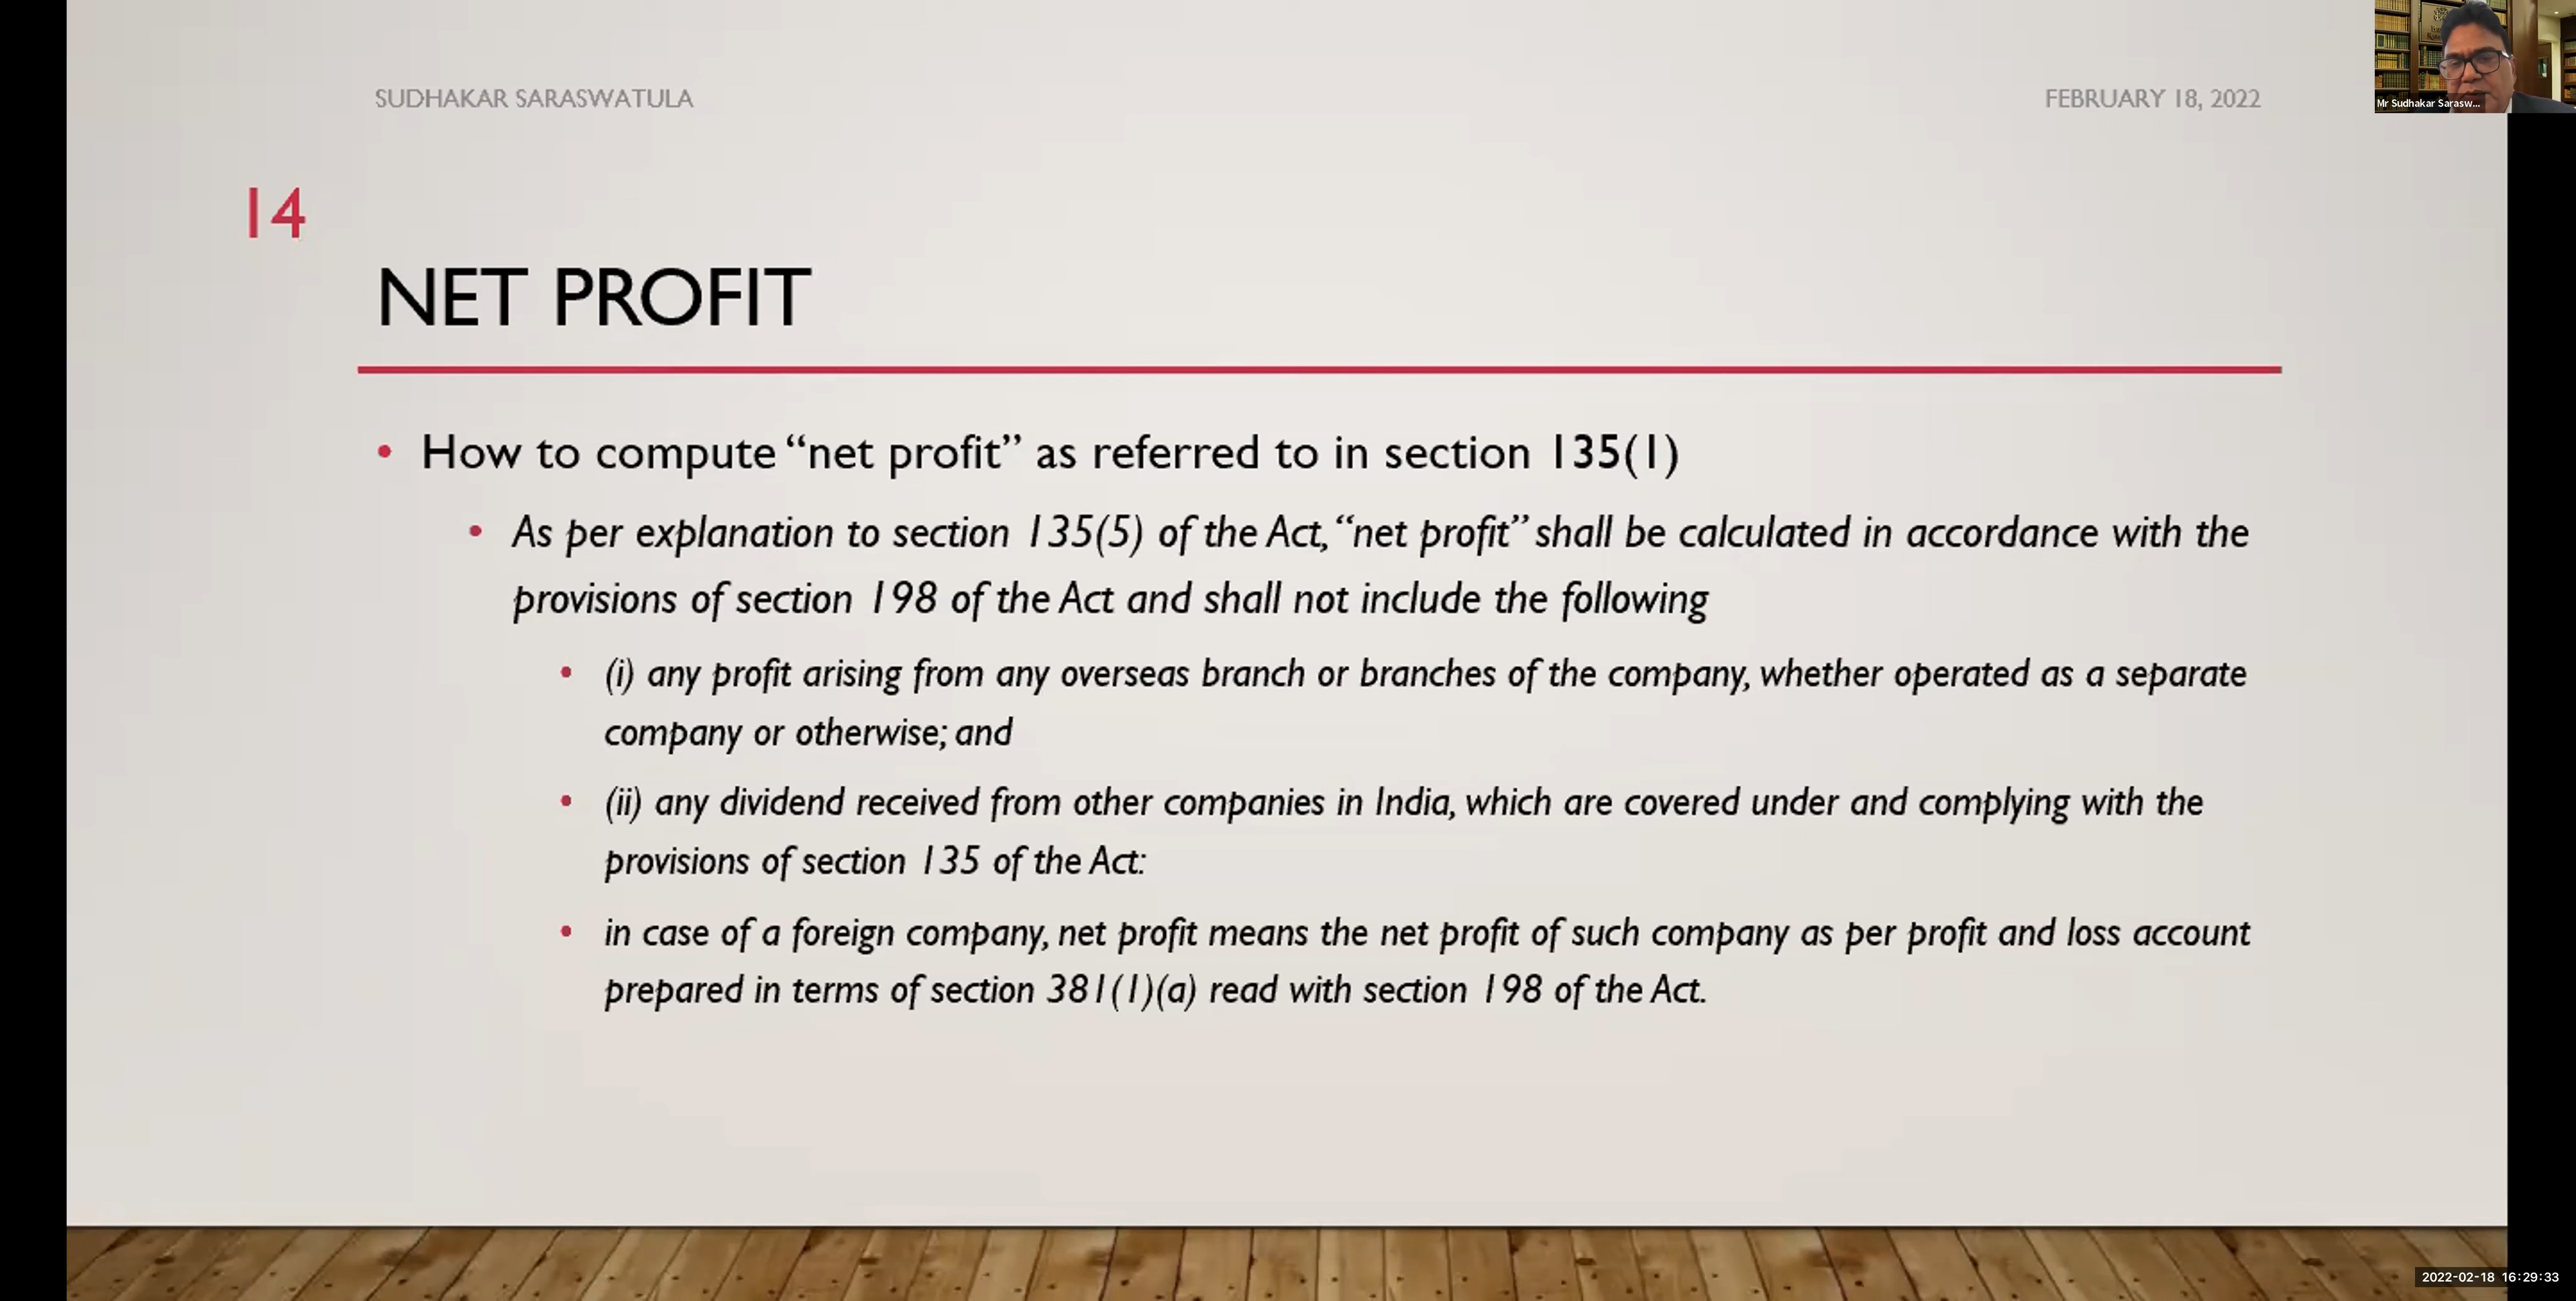 SUDHAKAR SARASWATULA
FEBRUARY 18, 2022
Mr Sudhakar Sarasw...
14
NET PROFIT
• How to compute “net profit” as referred to in section 135(1)
• As per explanation to section 135(5) of the Act, “net profit” shall be calculated in accordance with the
provisions of section 198 of the Act and shall not include the following
• (i) any profit arising from any overseas branch or branches of the company, whether operated as a separate
company or otherwise; and
• (ii) any dividend received from other companies in India, which are covered under and complying with the
provisions of section 135 of the Act:
• in case of a foreign company, net profit means the net profit of such company as per profit and loss account
prepared in terms of section 381(1)(a) read with section 198 of the Act.
2022-02-18 16:29:33